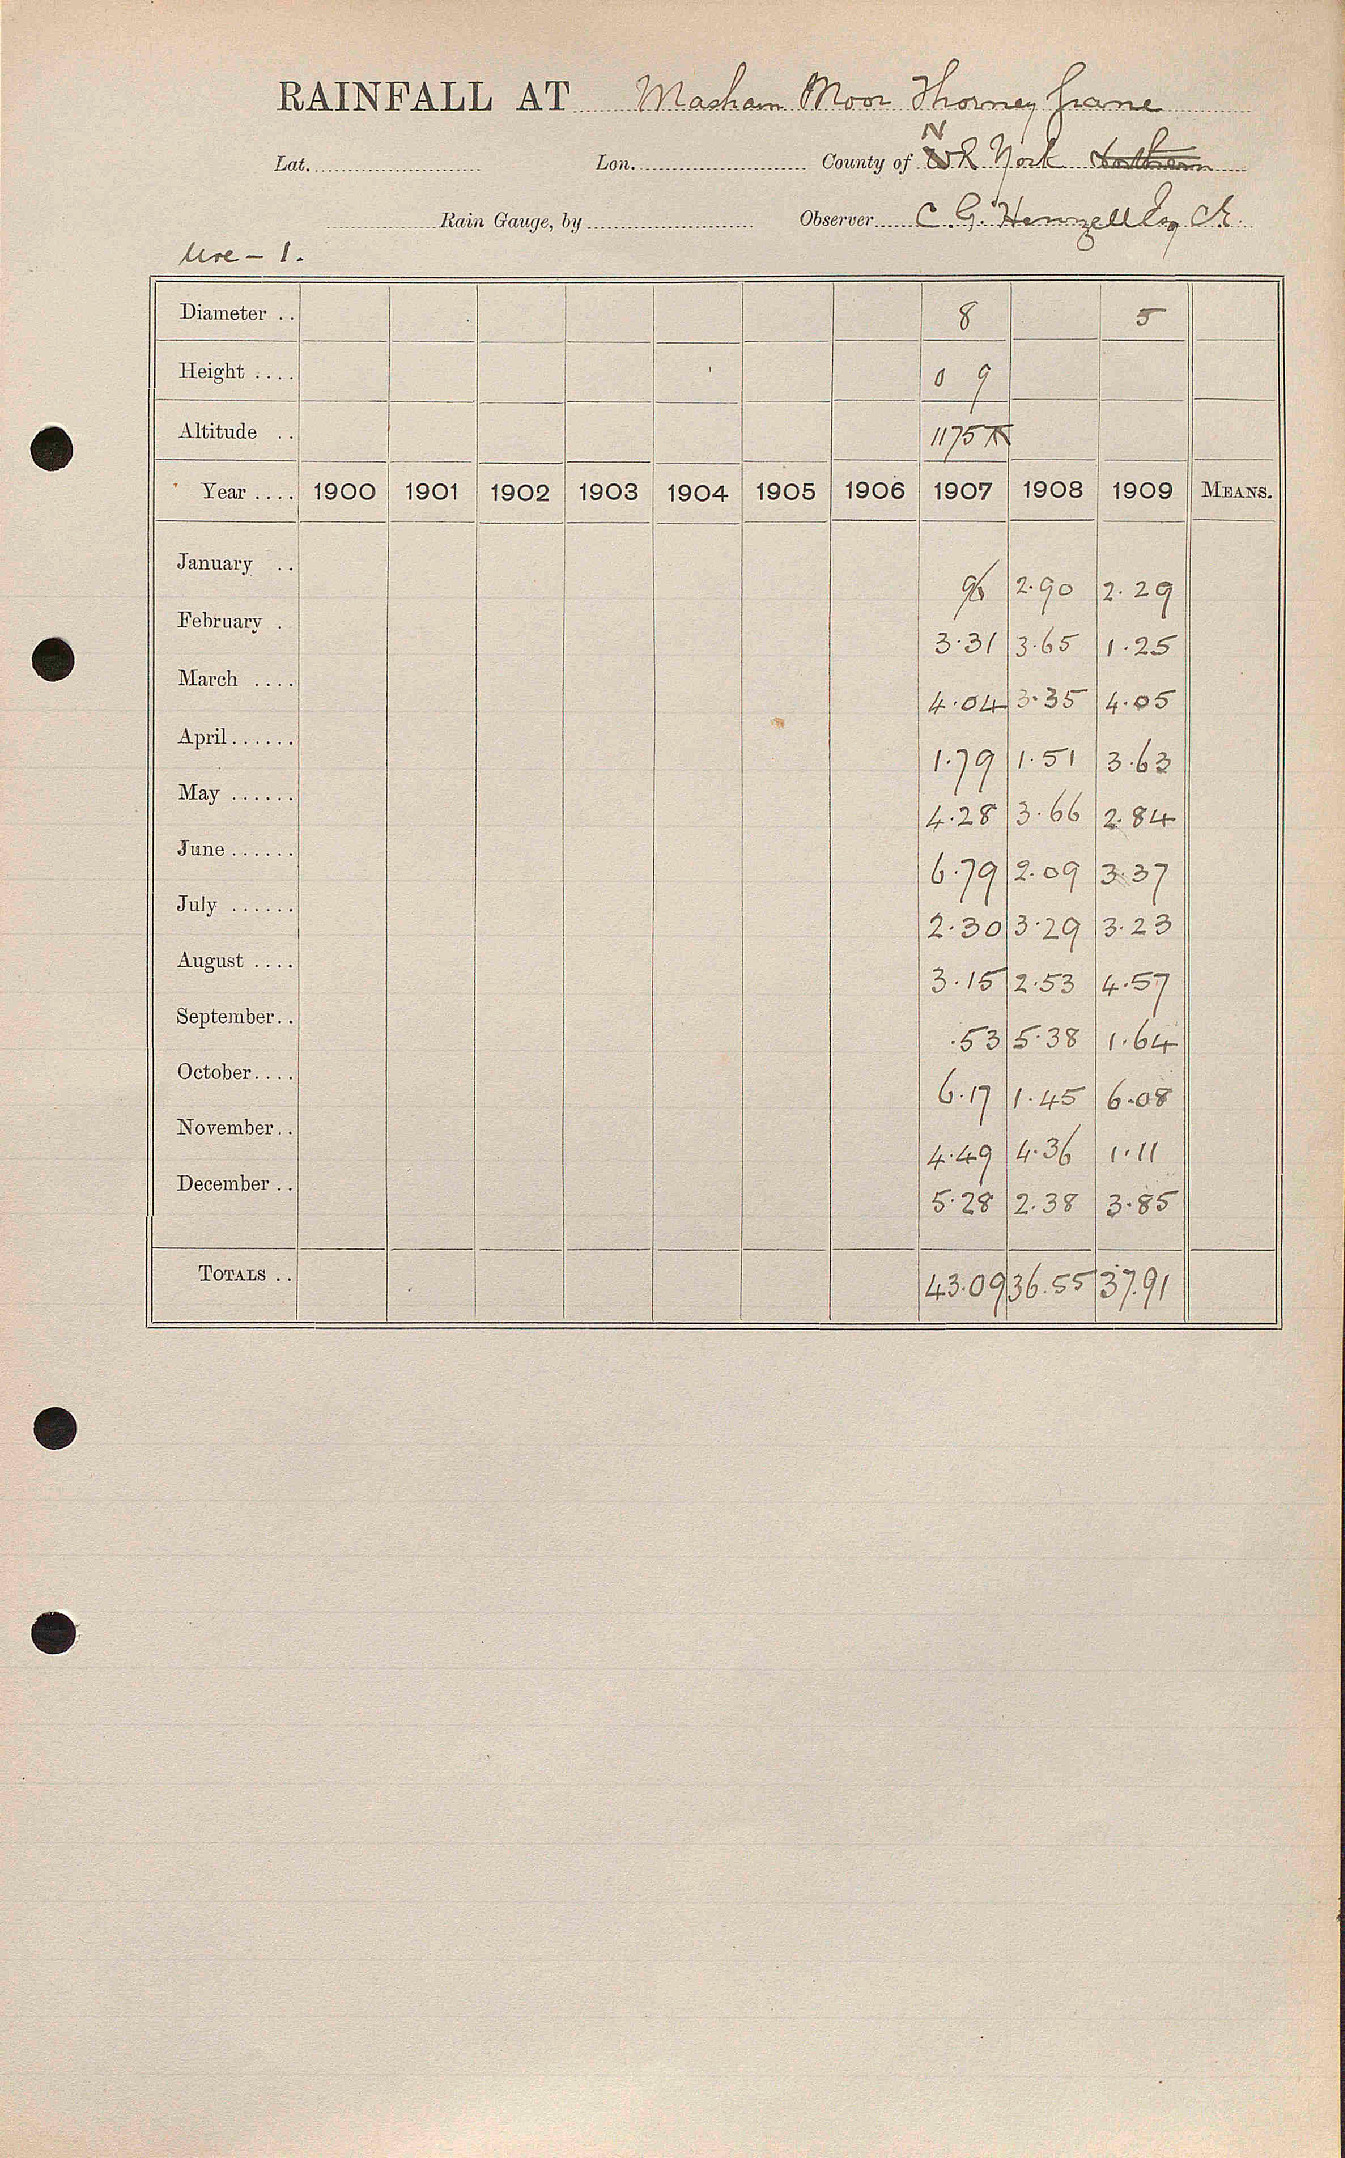 RAINFALL AT Masham Moor Thorney Grane
Lat. Lon. County of N R York Northern
Rain Gauge, by Observer C. G. Henzell Esq C.E.
Ure - 1.
Diameter .. 8 5
Height .... 0 9
Altitude .. 1175 T
Year .... 1900 1901 1902 1903 1904 1905 1906 1907 1908 1909 MEANS.
January .. 96 2.90 2.29
February . 3.31 3.65 1.25
March .... 4.04 3.35 4.05
April...... 1.79 1.51 3.63
May ...... 4.28 3.66 2.84
June...... 6.79 2.09 3.37
July ...... 2.30 3.29 3.23
August .... 3.15 2.53 4.57
September.. .53 5.38 1.64
October.... 6.17 1.45 6.08
November.. 4.49 4.36 1.11
December .. 5.28 2.38 3.85
TOTALS .. 43.09 36.55 37.91